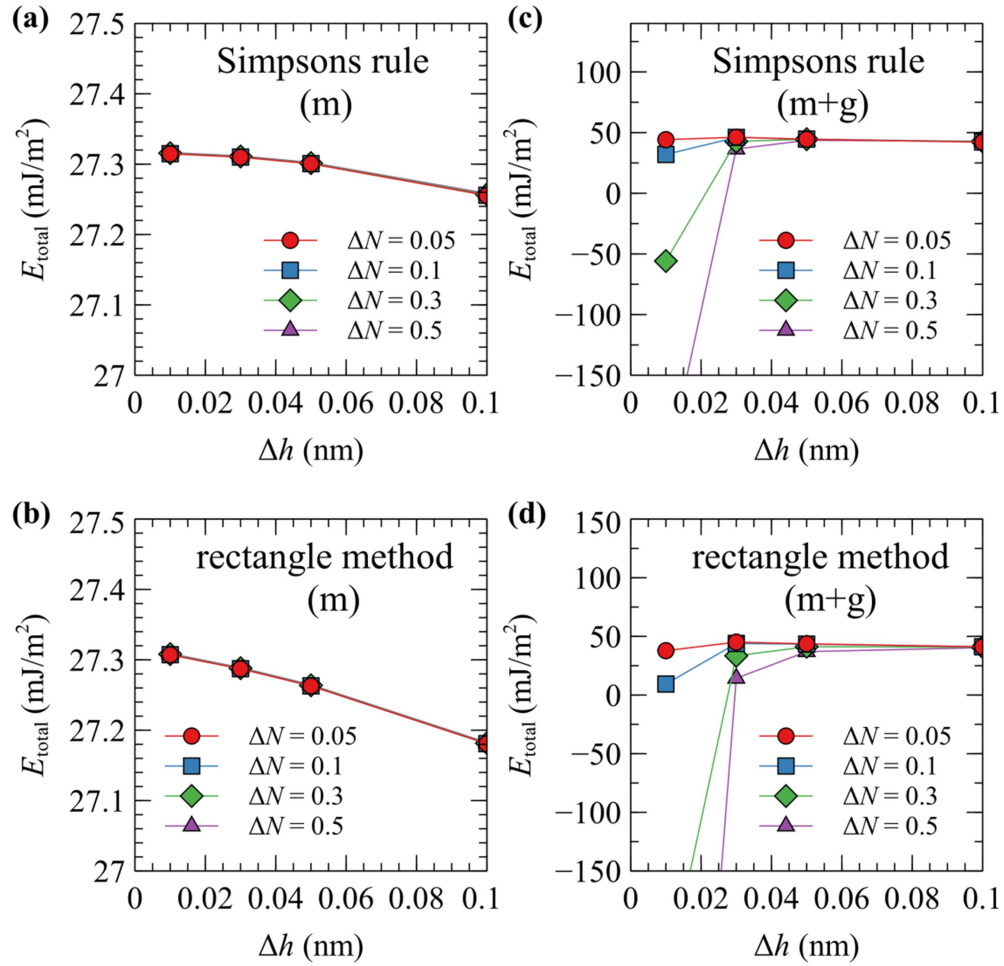 (a)
27.5
27.4
27.3
27.2
27.1
27
E_total (mJ/m²)
Simpsons rule
(m)
ΔN = 0.05
ΔN = 0.1
ΔN = 0.3
ΔN = 0.5
0 0.02 0.04 0.06 0.08 0.1
Δh (nm)
(c)
100
50
0
−50
−100
−150
E_total (mJ/m²)
Simpsons rule
(m+g)
ΔN = 0.05
ΔN = 0.1
ΔN = 0.3
ΔN = 0.5
0 0.02 0.04 0.06 0.08 0.1
Δh (nm)
(b)
27.5
27.4
27.3
27.2
27.1
27
E_total (mJ/m²)
rectangle method
(m)
ΔN = 0.05
ΔN = 0.1
ΔN = 0.3
ΔN = 0.5
0 0.02 0.04 0.06 0.08 0.1
Δh (nm)
(d)
150
100
50
0
−50
−100
−150
E_total (mJ/m²)
rectangle method
(m+g)
ΔN = 0.05
ΔN = 0.1
ΔN = 0.3
ΔN = 0.5
0 0.02 0.04 0.06 0.08 0.1
Δh (nm)